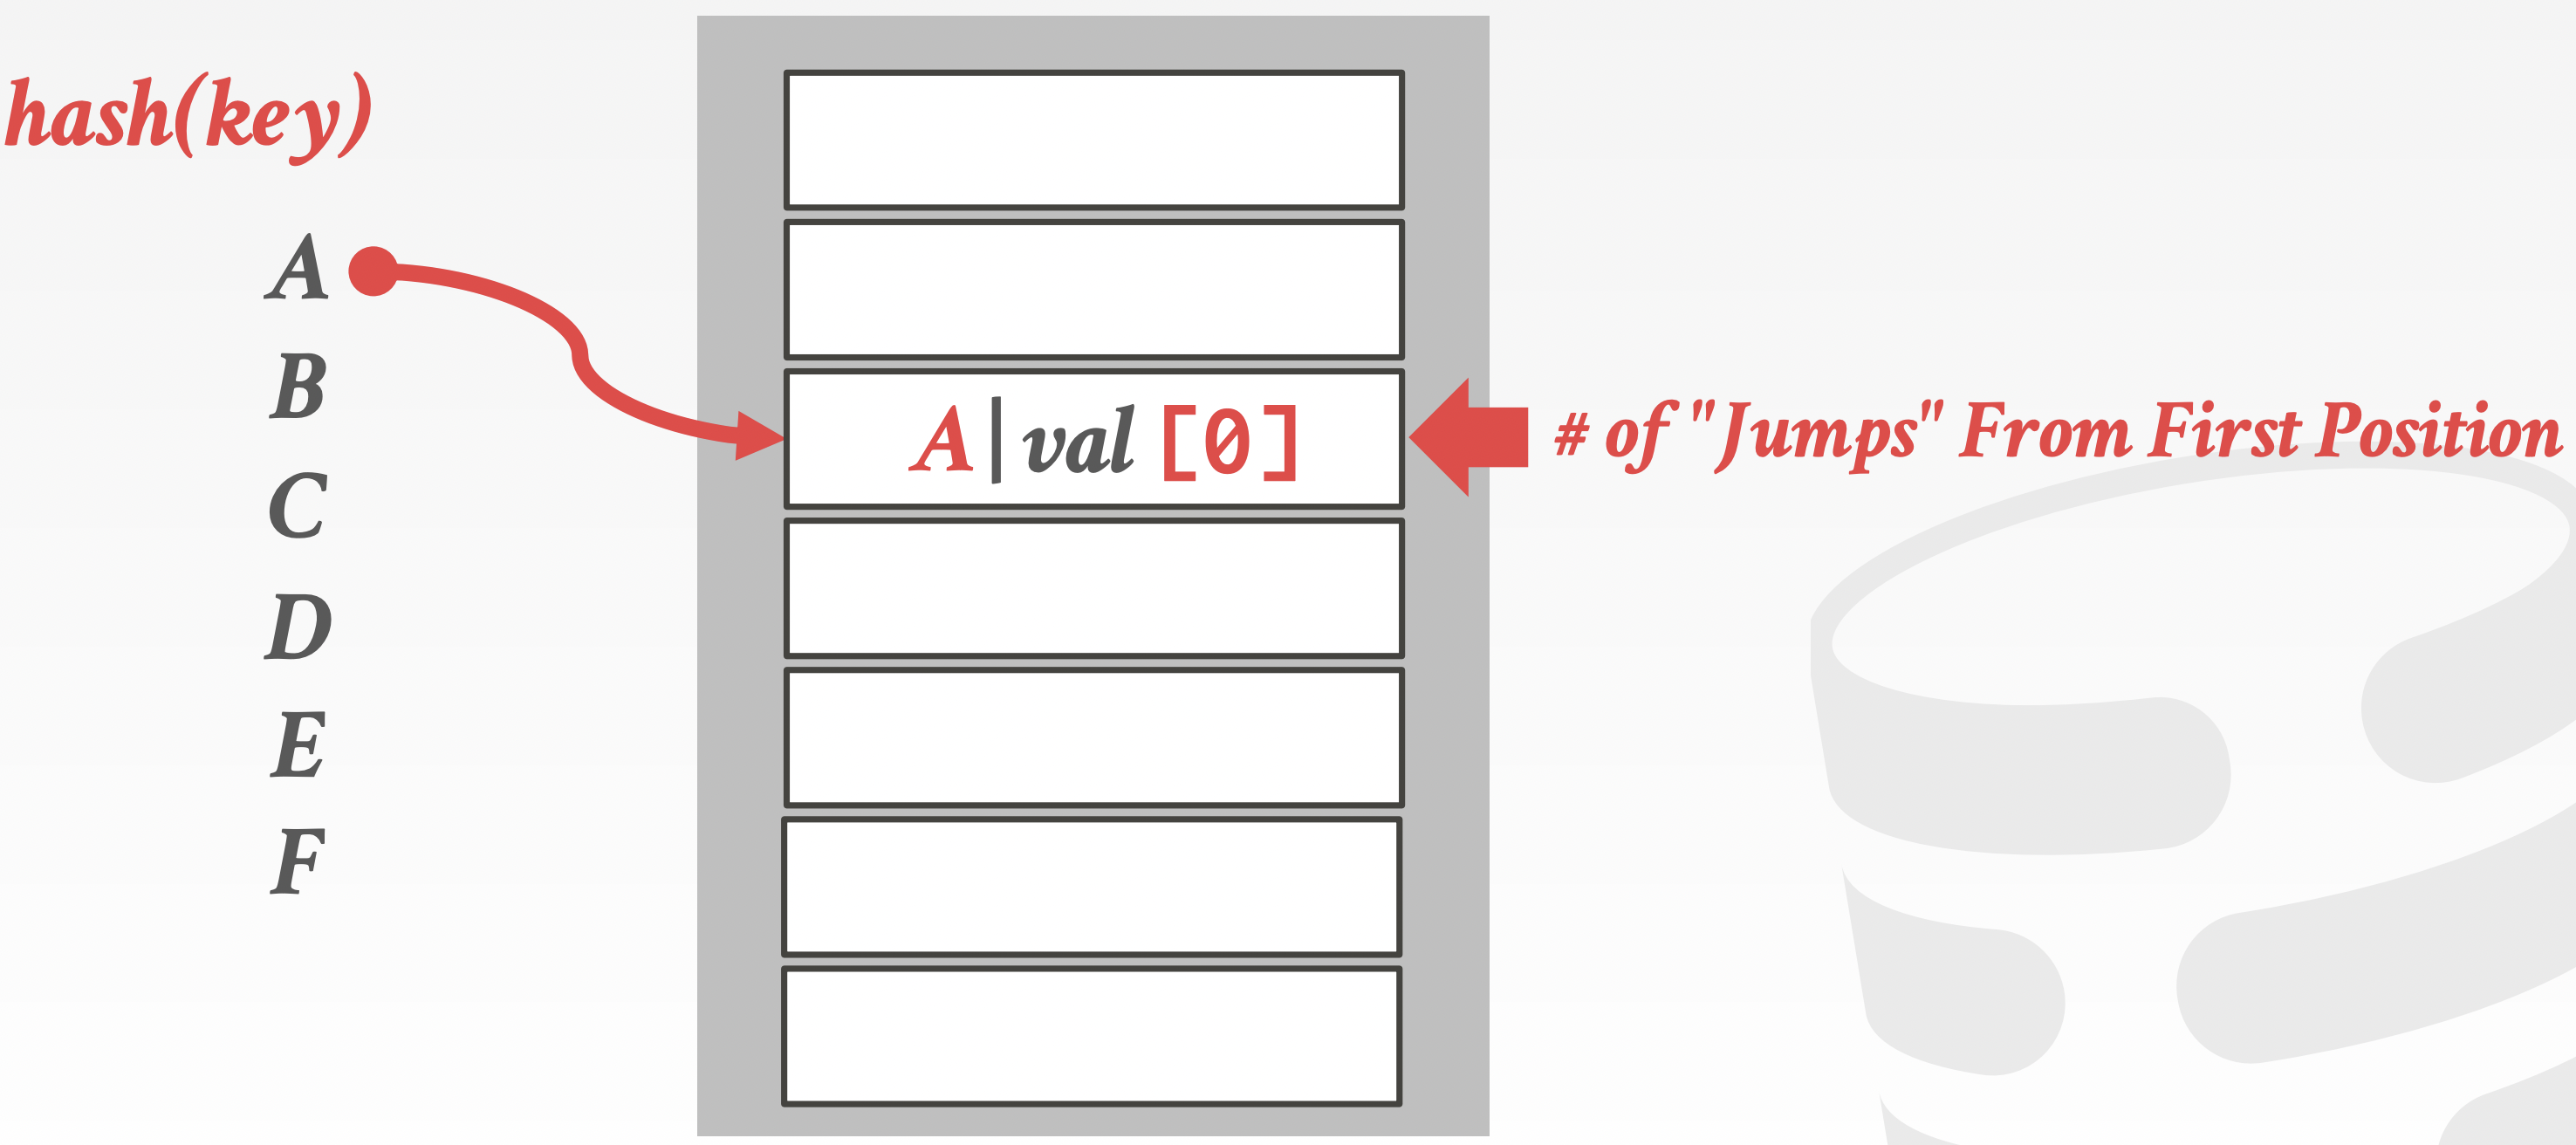 hash(key)
A
B
C
D
E
F
A|val [0]
# of "Jumps" From First Position